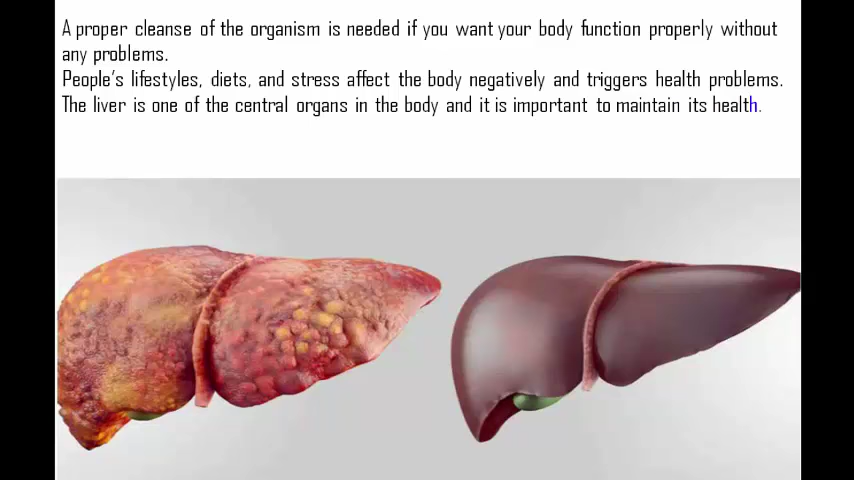 A proper cleanse of the organism is needed if you want your body function properly without
any problems.
People's lifestyles, diets, and stress affect the body negatively and triggers health problems.
The liver is one of the central organs in the body and it is important to maintain its health.